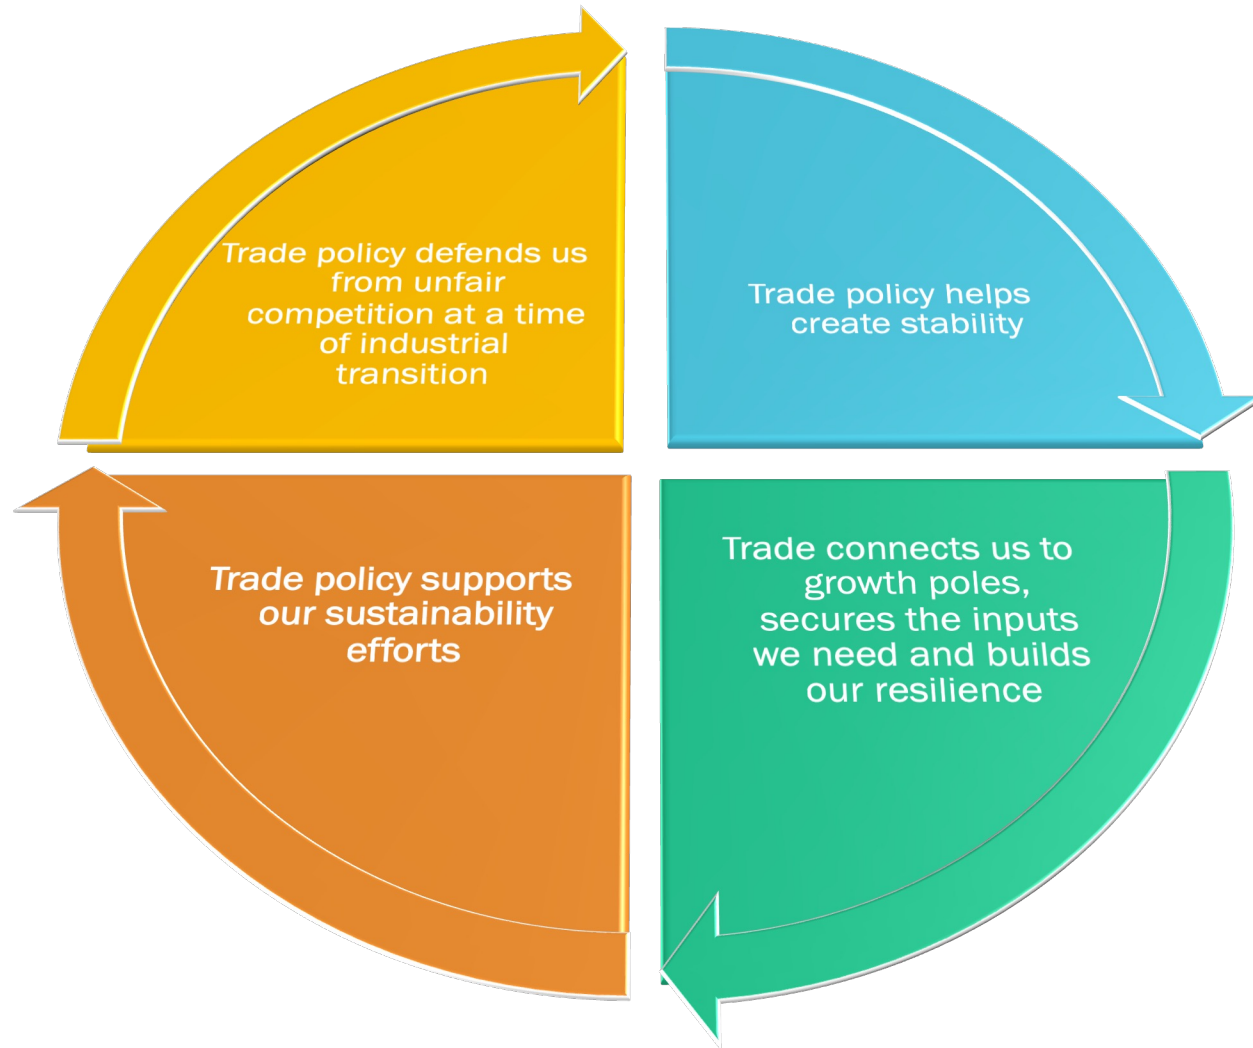 Trade policy defends us
from unfair
competition at a time
of industrial
transition
Trade policy helps
create stability
Trade policy supports
our sustainability
efforts
Trade connects us to
growth poles,
secures the inputs
we need and builds
our resilience